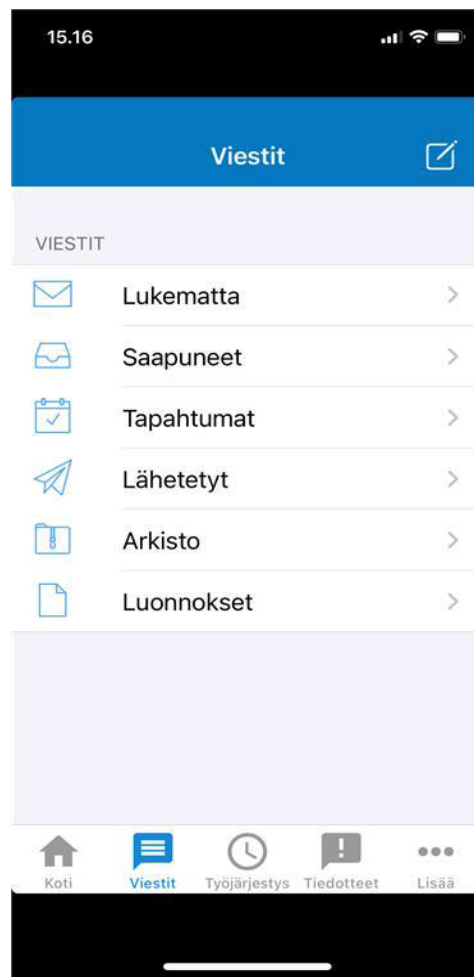 15.16
Viestit
VIESTIT
Lukematta
Saapuneet
Tapahtumat
Lähetetyt
Arkisto
Luonnokset
Koti Viestit Työjärjestys Tiedotteet Lisää